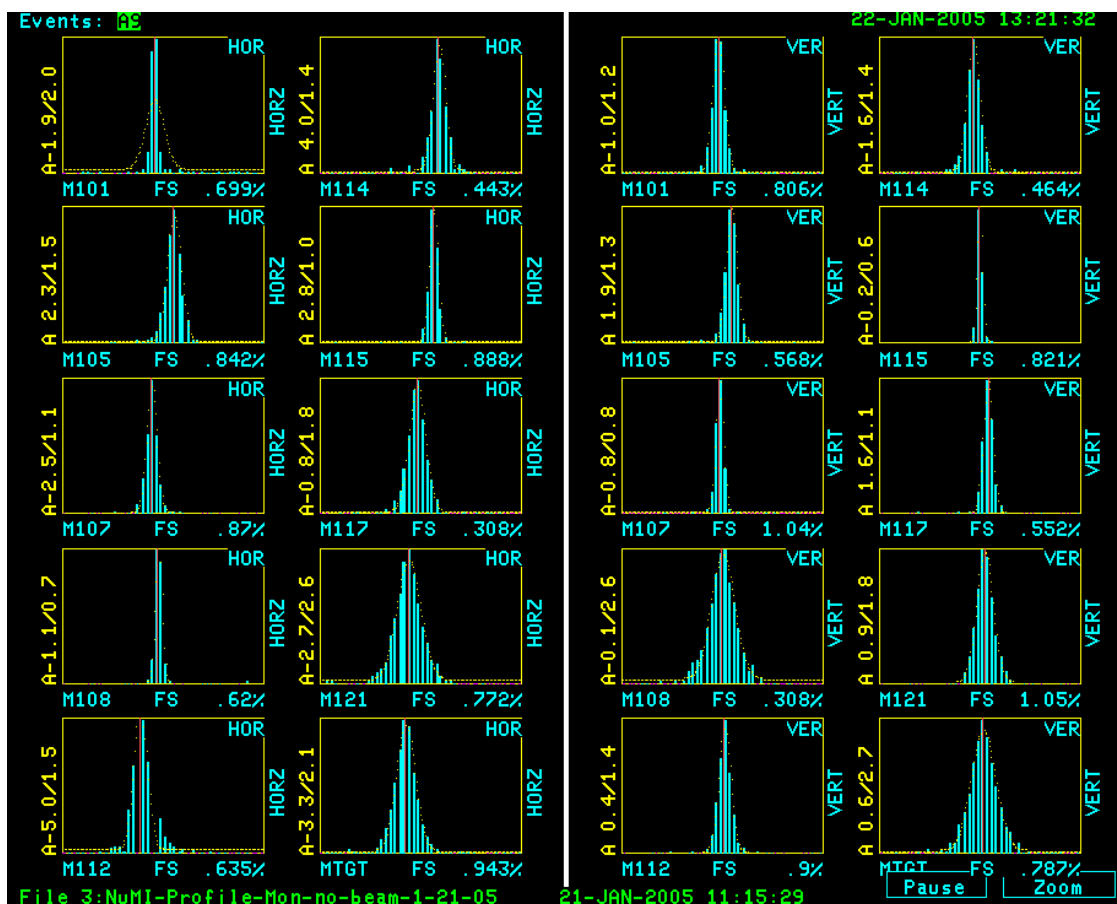 Events: A9
22-JAN-2005 13:21:32
HOR HOR VER VER
A-1.9/2.0 HORZ A 4.0/1.4 HORZ A-1.0/1.2 VERT A-1.6/1.4 VERT
M101 FS .699% M114 FS .443% M101 FS .806% M114 FS .464%
HOR HOR VER VER
A 2.3/1.5 HORZ A 2.8/1.0 HORZ A 1.9/1.3 VERT A-0.2/0.6 VERT
M105 FS .842% M115 FS .888% M105 FS .568% M115 FS .821%
HOR HOR VER VER
A-2.5/1.1 HORZ A-0.8/1.8 HORZ A-0.8/0.8 VERT A 1.6/1.1 VERT
M107 FS .87% M117 FS .308% M107 FS 1.04% M117 FS .552%
HOR HOR VER VER
A-1.1/0.7 HORZ A-2.7/2.6 HORZ A-0.1/2.6 VERT A 0.9/1.8 VERT
M108 FS .62% M121 FS .772% M108 FS .308% M121 FS 1.05%
HOR HOR VER VER
A-5.0/1.5 HORZ A-3.3/2.1 HORZ A 0.4/1.4 VERT A 0.6/2.7 VERT
M112 FS .635% MTGT FS .943% M112 FS .9% MTGT FS .787%
Pause Zoom
File 3:NuMI-Profile-Mon-no-beam-1-21-05 21-JAN-2005 11:15:29